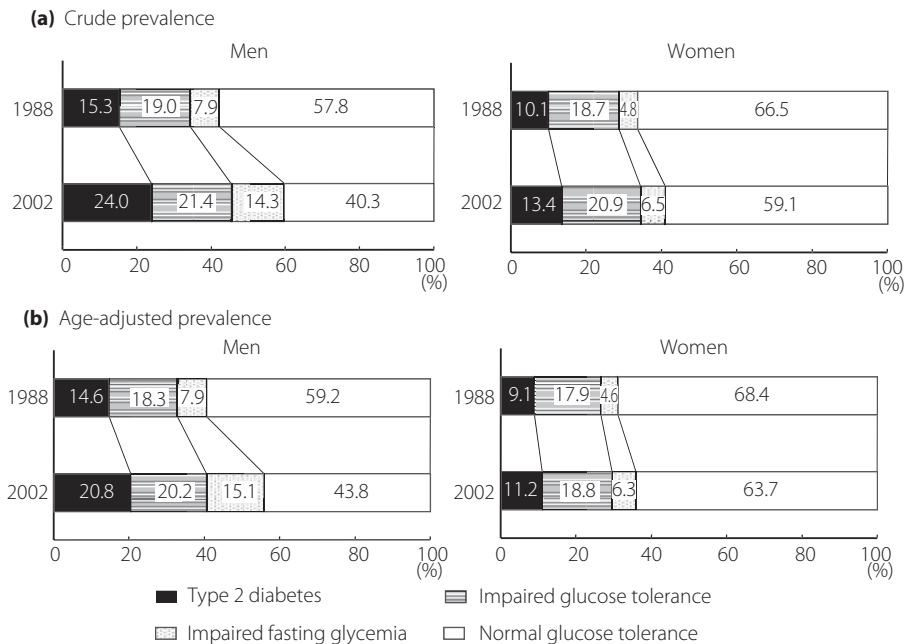 (a) Crude prevalence
Men
1988 15.3 19.0 7.9 57.8
2002 24.0 21.4 14.3 40.3
0 20 40 60 80 100
(%)
Women
1988 10.1 18.7 4.8 66.5
2002 13.4 20.9 6.5 59.1
0 20 40 60 80 100
(%)
(b) Age-adjusted prevalence
Men
1988 14.6 18.3 7.9 59.2
2002 20.8 20.2 15.1 43.8
0 20 40 60 80 100
(%)
Women
1988 9.1 17.9 4.6 68.4
2002 11.2 18.8 6.3 63.7
0 20 40 60 80 100
(%)
Type 2 diabetes
Impaired glucose tolerance
Impaired fasting glycemia
Normal glucose tolerance